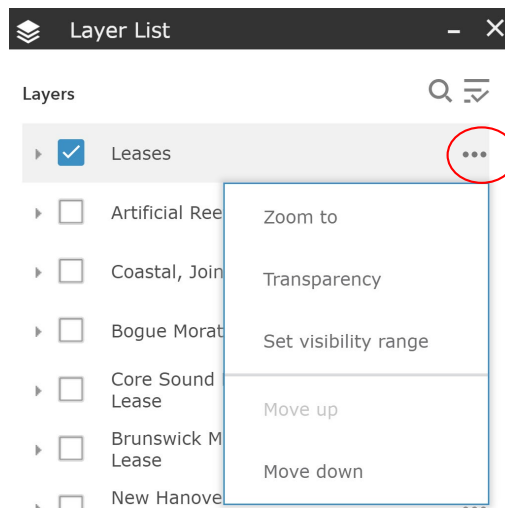 Layer List
Layers
Leases
Artificial Ree
Zoom to
Coastal, Join
Transparency
Bogue Morat
Set visibility range
Core Sound
Lease
Move up
Brunswick M
Lease
Move down
New Hanove